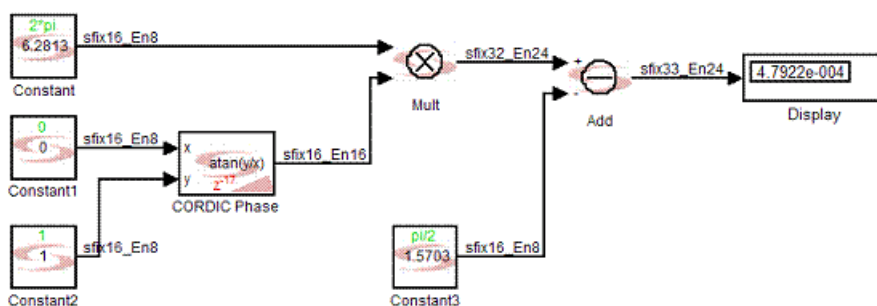 2*pi
6.2813
Constant
sfix16_En8
Mult
sfix32_En24
+
-
Add
sfix33_En24
4.7922e-004
Display
0
0
Constant1
sfix16_En8
x
y
atan(y/x)
z-17
CORDIC Phase
sfix16_En16
1
1
Constant2
sfix16_En8
pi/2
1.5703
Constant3
sfix16_En8